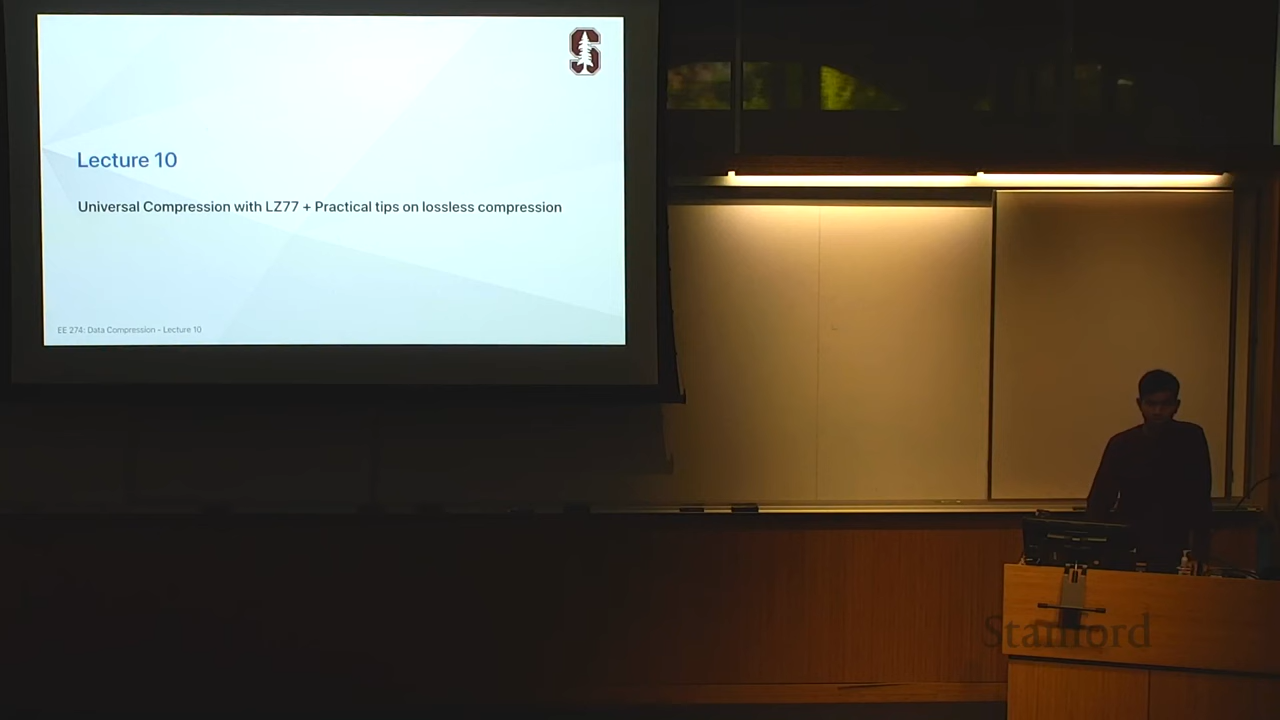 S
Lecture 10
Universal Compression with LZ77 + Practical tips on lossless compression
EE 274: Data Compression - Lecture 10
Stanford